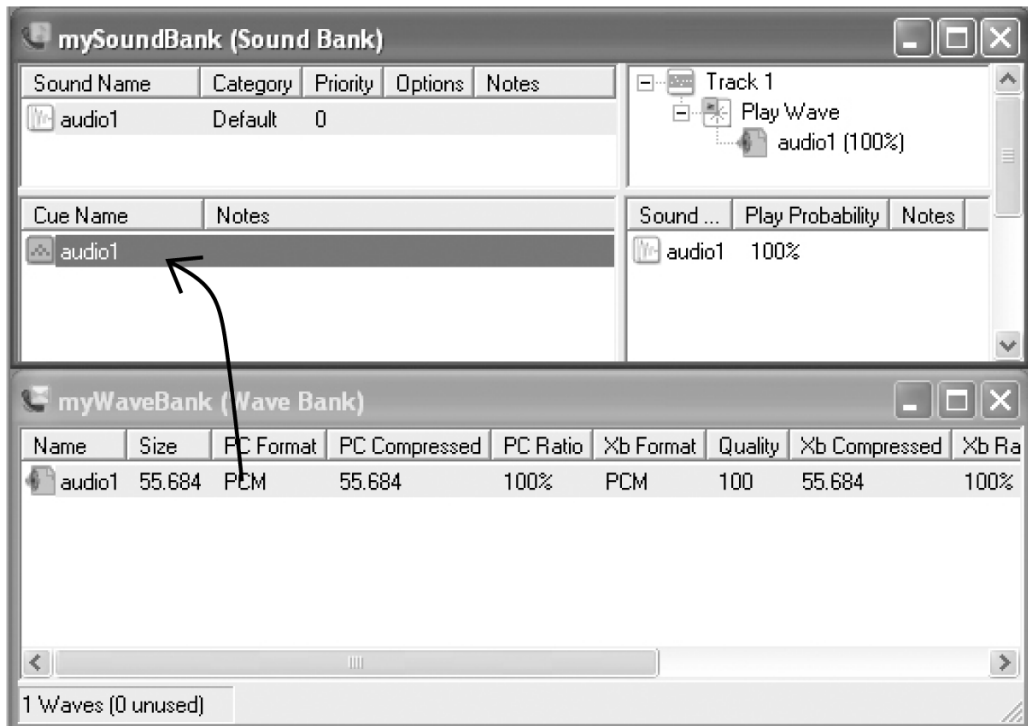 mySoundBank (Sound Bank)
Sound Name Category Priority Options Notes
audio1 Default 0
Track 1
Play Wave
audio1 (100%)
Cue Name Notes
audio1
Sound ... Play Probability Notes
audio1 100%
myWaveBank (Wave Bank)
Name Size PC Format PC Compressed PC Ratio Xb Format Quality Xb Compressed Xb Ra
audio1 55.684 PCM 55.684 100% PCM 100 55.684 100%
1 Waves (0 unused)